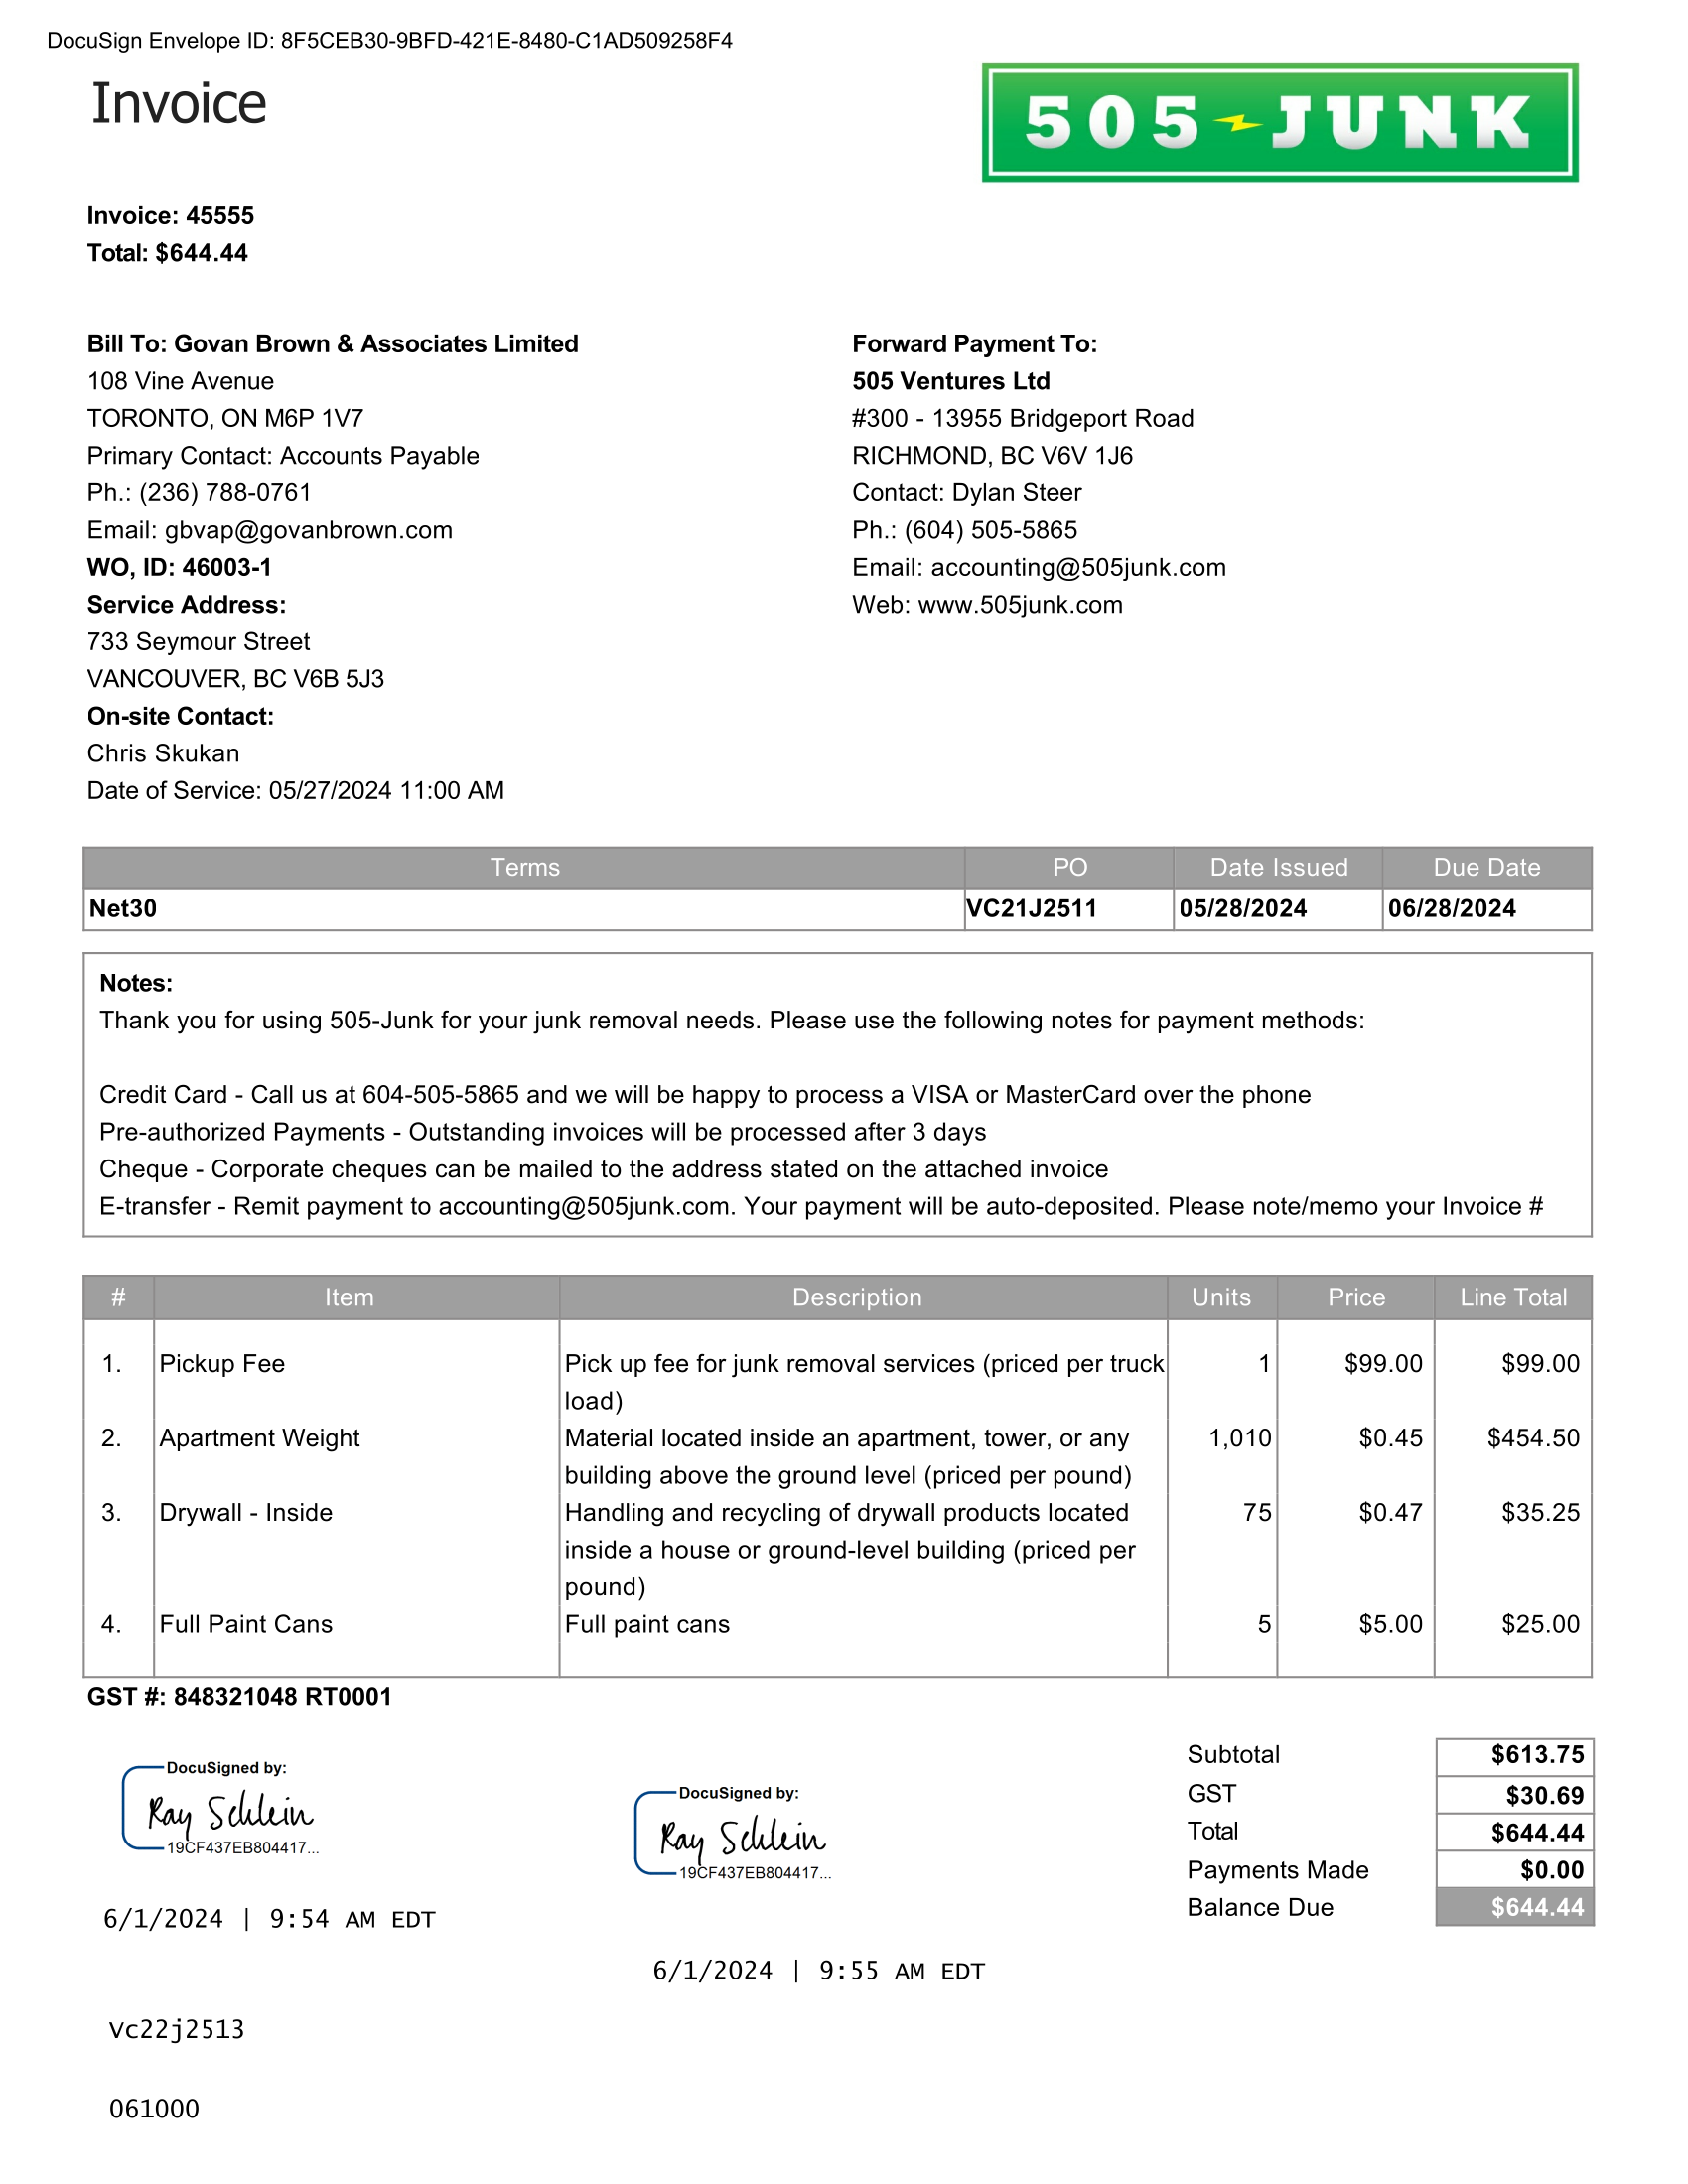 DocuSign Envelope ID: 8F5CEB30-9BFD-421E-8480-C1AD509258F4
Invoice
505-JUNK
Invoice: 45555
Total: $644.44
Bill To: Govan Brown & Associates Limited
108 Vine Avenue
TORONTO, ON M6P 1V7
Primary Contact: Accounts Payable
Ph.: (236) 788-0761
Email: gbvap@govanbrown.com
WO, ID: 46003-1
Service Address:
733 Seymour Street
VANCOUVER, BC V6B 5J3
On-site Contact:
Chris Skukan
Date of Service: 05/27/2024 11:00 AM
Forward Payment To:
505 Ventures Ltd
#300 - 13955 Bridgeport Road
RICHMOND, BC V6V 1J6
Contact: Dylan Steer
Ph.: (604) 505-5865
Email: accounting@505junk.com
Web: www.505junk.com
Terms PO Date Issued Due Date
Net30 VC21J2511 05/28/2024 06/28/2024
Notes:
Thank you for using 505-Junk for your junk removal needs. Please use the following notes for payment methods:
Credit Card - Call us at 604-505-5865 and we will be happy to process a VISA or MasterCard over the phone
Pre-authorized Payments - Outstanding invoices will be processed after 3 days
Cheque - Corporate cheques can be mailed to the address stated on the attached invoice
E-transfer - Remit payment to accounting@505junk.com. Your payment will be auto-deposited. Please note/memo your Invoice #
# Item Description Units Price Line Total
1. Pickup Fee Pick up fee for junk removal services (priced per truck 1 $99.00 $99.00
load)
2. Apartment Weight Material located inside an apartment, tower, or any 1,010 $0.45 $454.50
building above the ground level (priced per pound)
3. Drywall - Inside Handling and recycling of drywall products located 75 $0.47 $35.25
inside a house or ground-level building (priced per
pound)
4. Full Paint Cans Full paint cans 5 $5.00 $25.00
GST #: 848321048 RT0001
Subtotal $613.75
GST $30.69
Total $644.44
Payments Made $0.00
Balance Due $644.44
DocuSigned by:
Ray Schlein
19CF437EB804417...
6/1/2024 | 9:54 AM EDT
DocuSigned by:
Ray Schlein
19CF437EB804417...
6/1/2024 | 9:55 AM EDT
Vc22j2513
061000